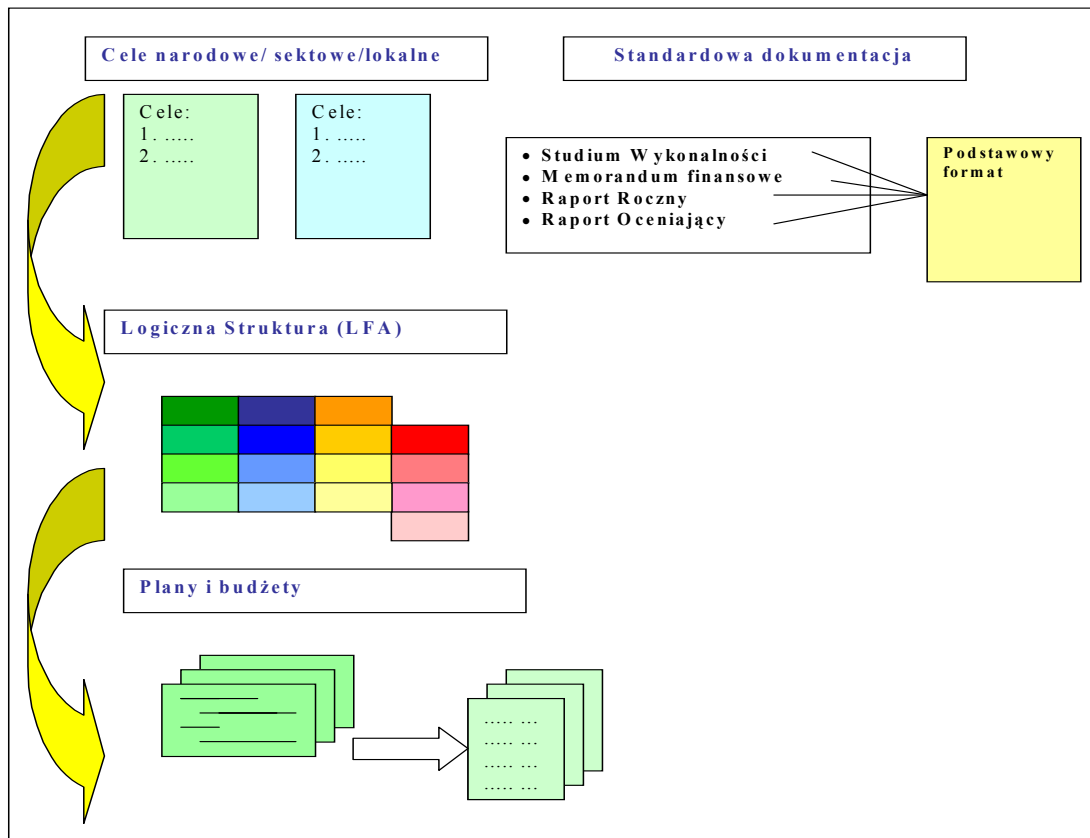 Cele narodowe/ sektowe/lokalne
Standardowa dokumentacja
Cele:
1. .....
2. .....
Cele:
1. .....
2. .....
• Studium Wykonalności
• Memorandum finansowe
• Raport Roczny
• Raport Oceniający
Podstawowy
format
Logiczna Struktura (LFA)
Plany i budżety
..... ...
..... ...
..... ...
..... ...